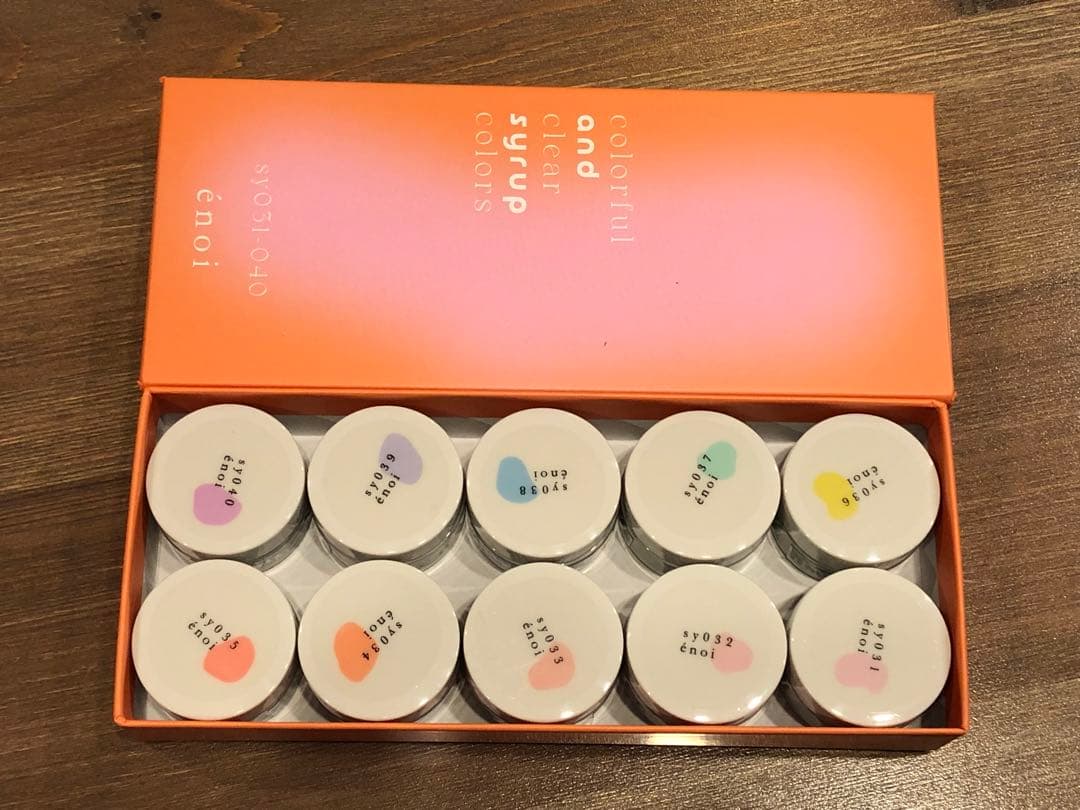 colorful
and
clear
syrup
colors
sy031-040
énoi
sy040
énoi
sy039
énoi
sy038
énoi
sy037
énoi
sy036
énoi
sy035
énoi
sy034
énoi
sy033
énoi
sy032
énoi
sy031
énoi